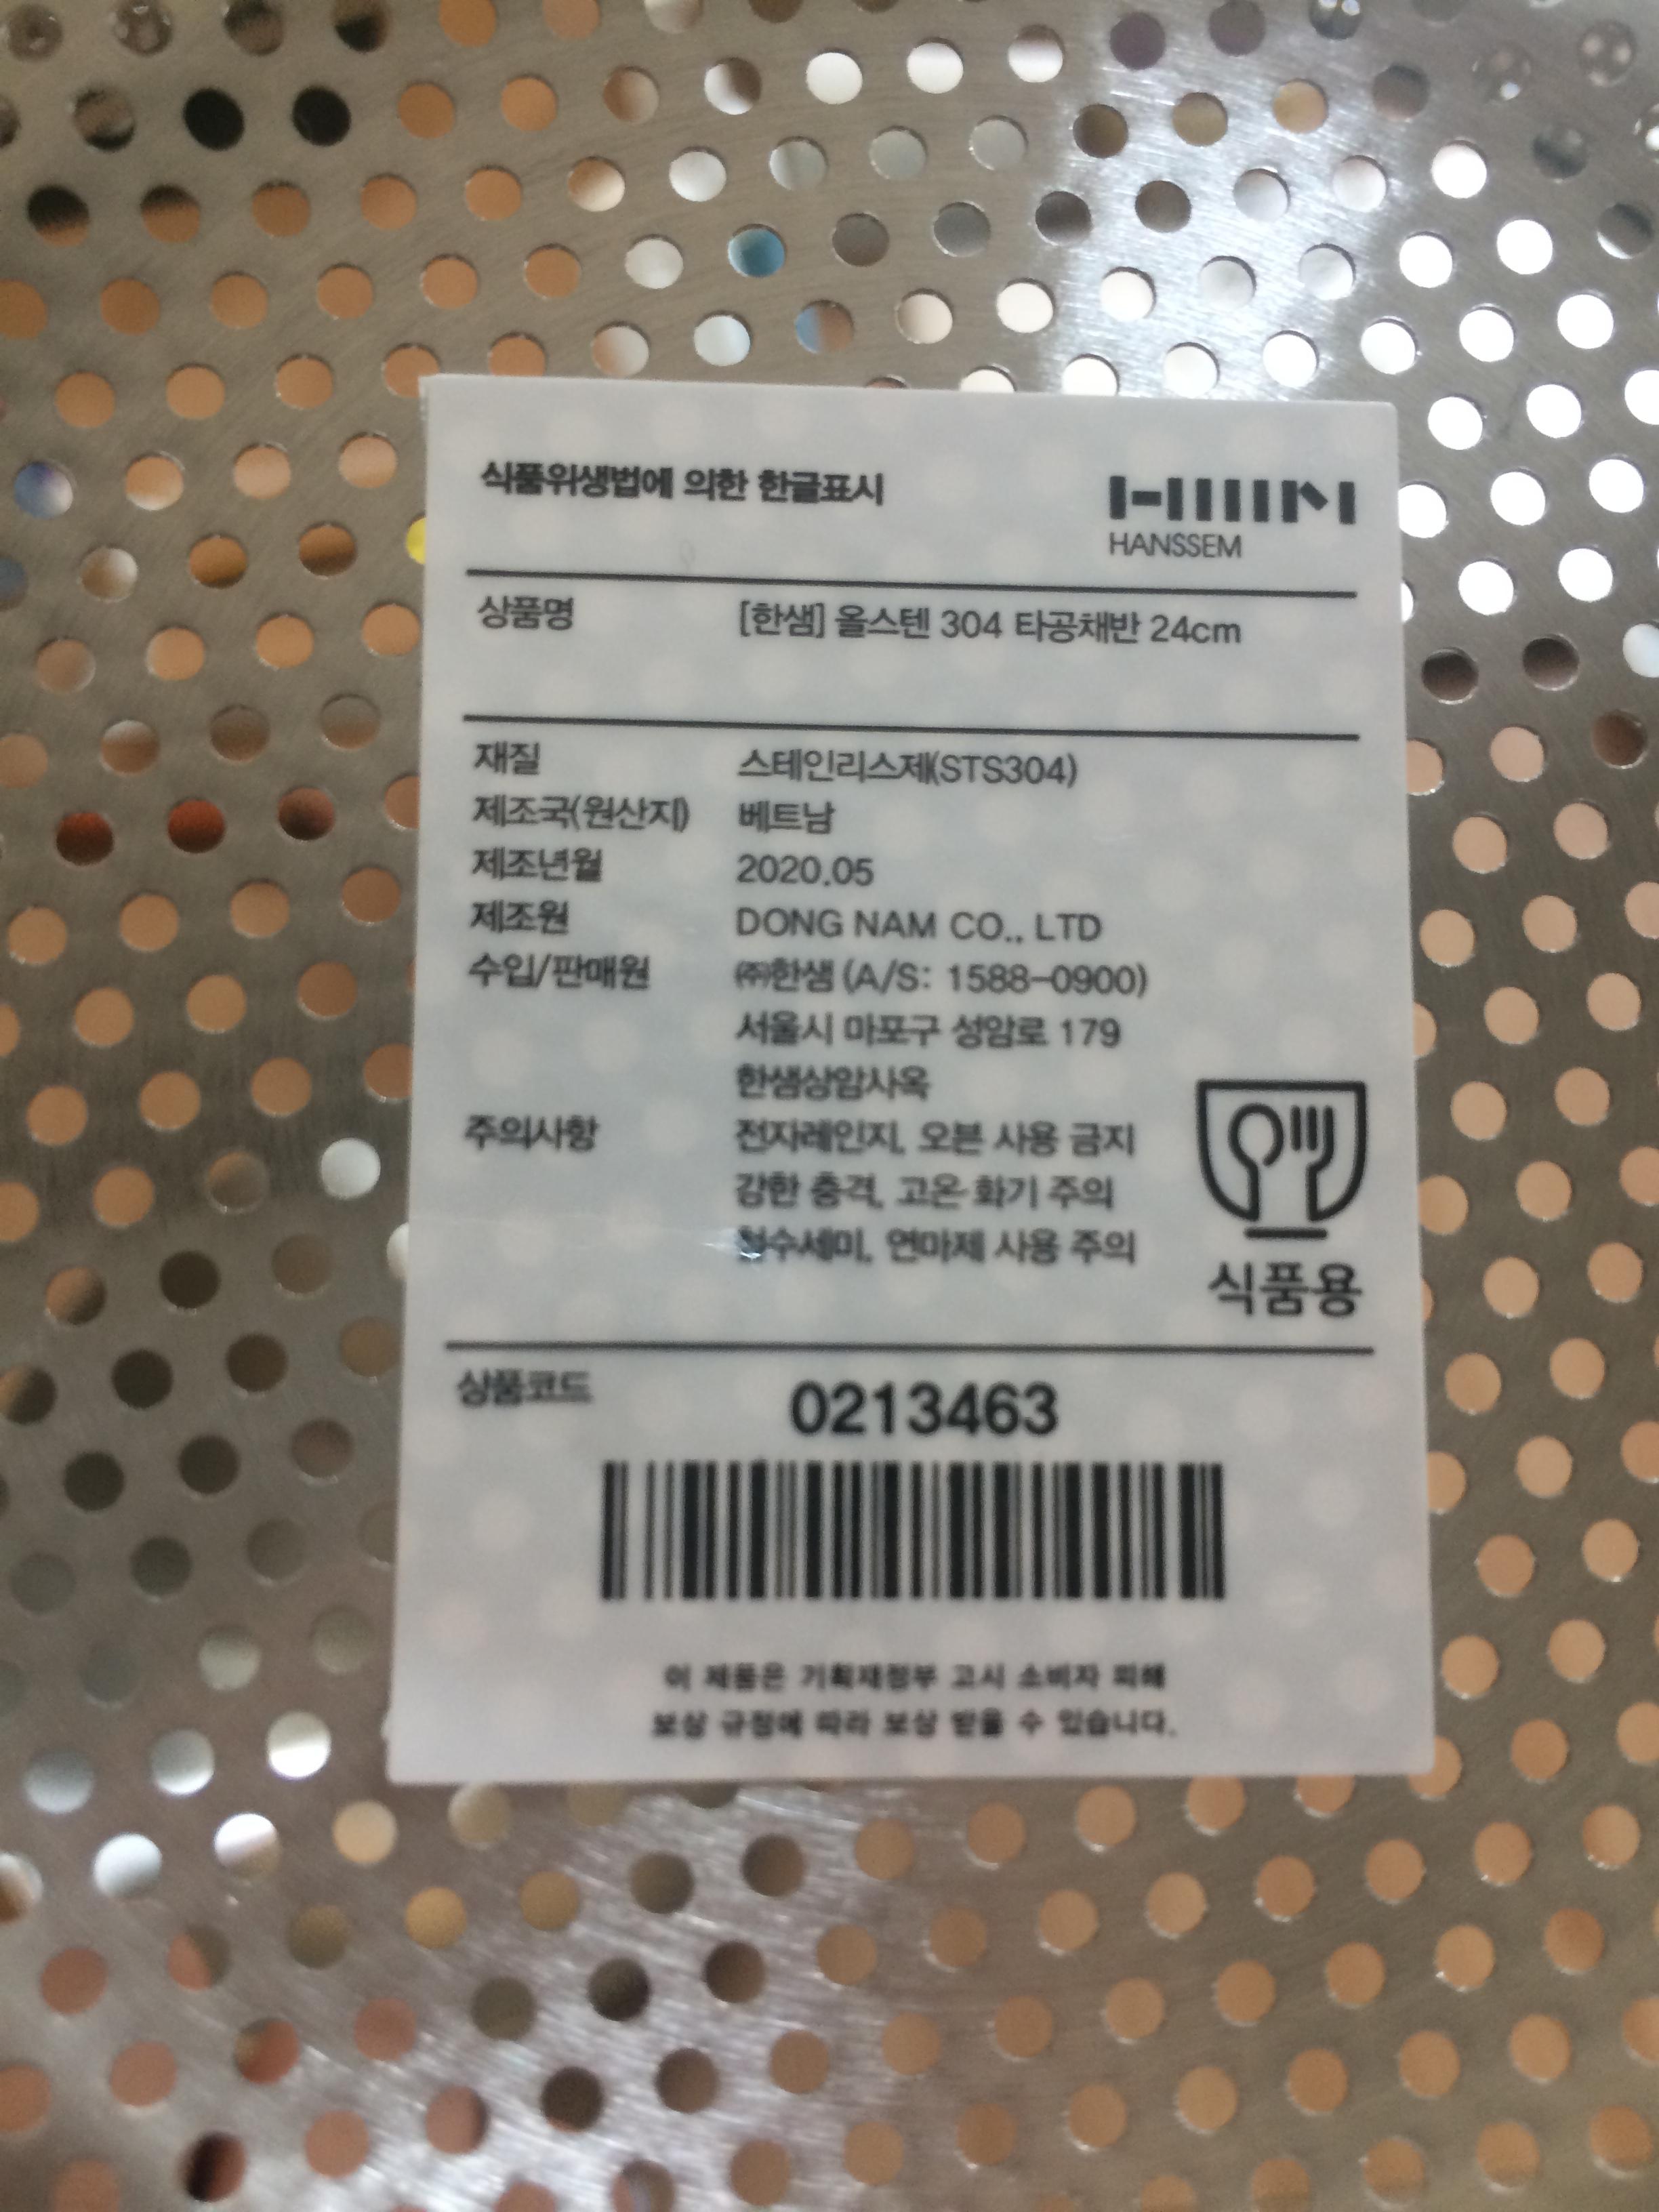 식품위생법에 의한 한글표시
HANSSEM
상품명 [한샘] 올스텐 304 타공채반 24cm
재질 스테인리스제(STS304)
제조국(원산지) 베트남
제조년월 2020.05
제조원 DONG NAM CO., LTD
수입/판매원 ㈜한샘 (A/S: 1588-0900)
서울시 마포구 성암로 179
한샘상암사옥
주의사항 전자레인지, 오븐 사용 금지
강한 충격, 고온·화기 주의
철수세미, 연마제 사용 주의
식품용
상품코드 0213463
이 제품은 기획재정부 고시 소비자 피해
보상 규정에 따라 보상 받을 수 있습니다.